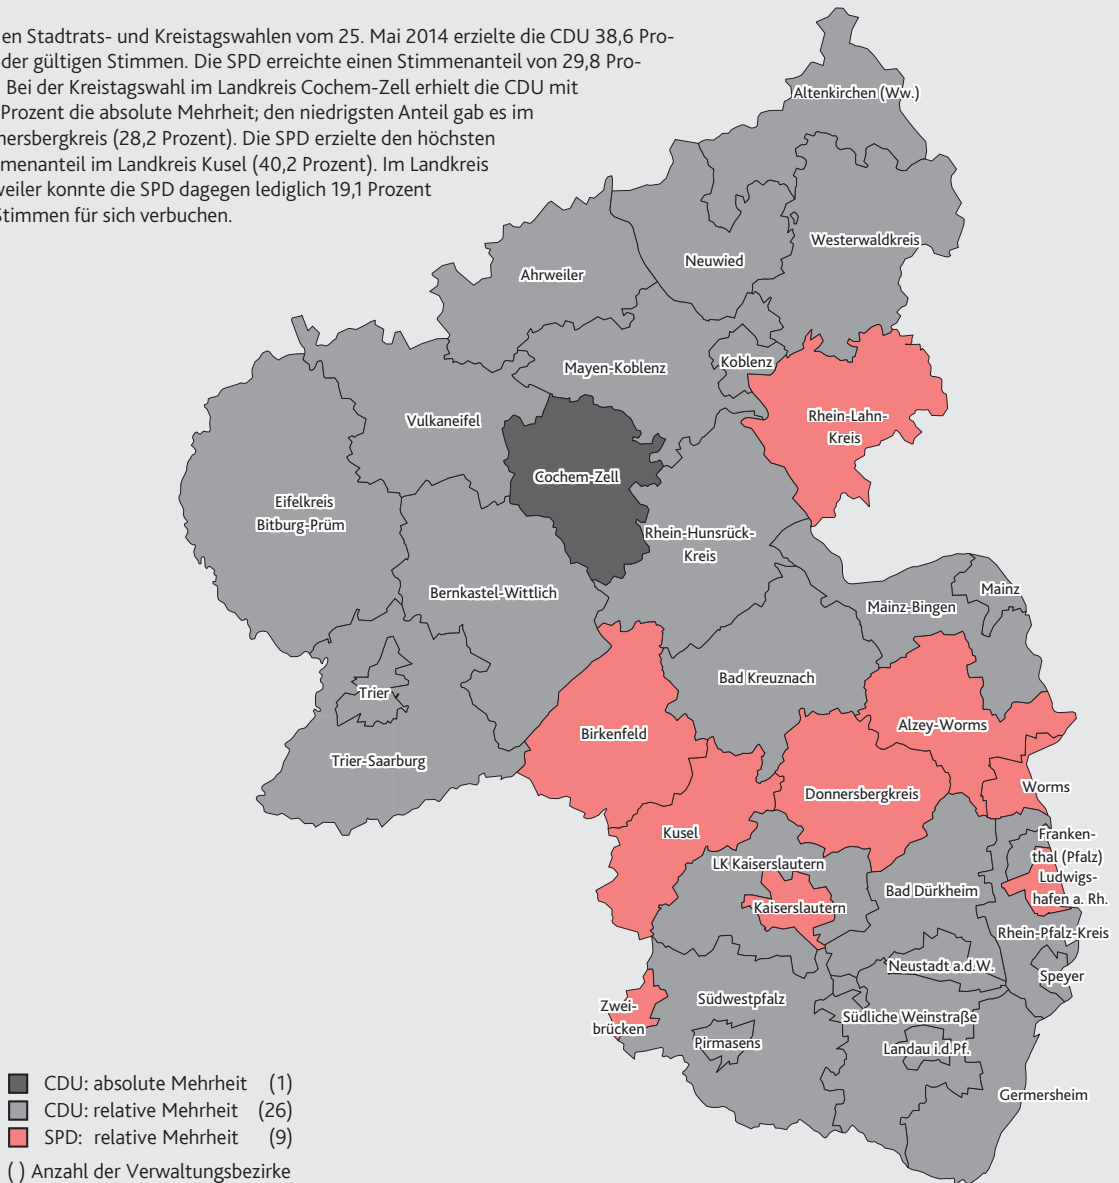 en Stadtrats- und Kreistagswahlen vom 25. Mai 2014 erzielte die CDU 38,6 Pro-
der gültigen Stimmen. Die SPD erreichte einen Stimmenanteil von 29,8 Pro-
Bei der Kreistagswahl im Landkreis Cochem-Zell erhielt die CDU mit
Prozent die absolute Mehrheit; den niedrigsten Anteil gab es im
nersbergkreis (28,2 Prozent). Die SPD erzielte den höchsten
menanteil im Landkreis Kusel (40,2 Prozent). Im Landkreis
weiler konnte die SPD dagegen lediglich 19,1 Prozent
Stimmen für sich verbuchen.
Altenkirchen (Ww.)
Westerwaldkreis
Neuwied
Ahrweiler
Mayen-Koblenz
Koblenz
Rhein-Lahn-
Kreis
Vulkaneifel
Cochem-Zell
Eifelkreis
Bitburg-Prüm
Rhein-Hunsrück-
Kreis
Bernkastel-Wittlich
Mainz
Mainz-Bingen
Bad Kreuznach
Trier
Alzey-Worms
Birkenfeld
Trier-Saarburg
Worms
Donnersbergkreis
Kusel
Franken-
thal (Pfalz)
LK Kaiserslautern
Ludwigs-
hafen a. Rh.
Bad Dürkheim
Kaiserslautern
Rhein-Pfalz-Kreis
Neustadt a.d.W.
Speyer
Südwestpfalz
Zwei-
brücken
Südliche Weinstraße
Pirmasens
Landau i.d.Pf.
Germersheim
CDU: absolute Mehrheit (1)
CDU: relative Mehrheit (26)
SPD: relative Mehrheit (9)
( ) Anzahl der Verwaltungsbezirke